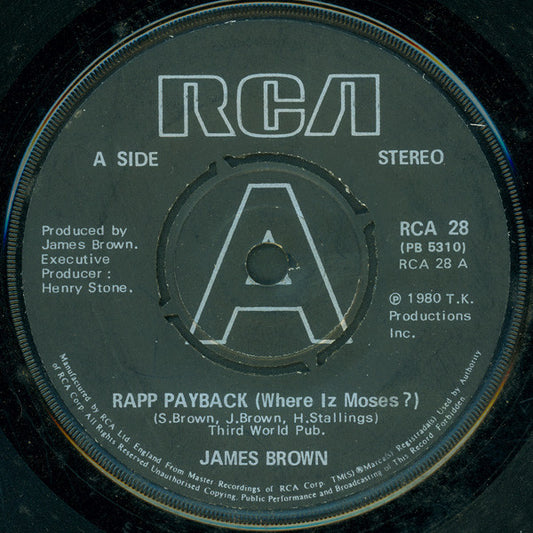 RCA
A SIDE
STEREO
A
Produced by
James Brown.
Executive
Producer :
Henry Stone.
RCA 28
(PB 5310)
RCA 28 A
℗ 1980 T.K.
Productions
Inc.
RAPP PAYBACK (Where Iz Moses?)
(S.Brown, J.Brown, H.Stallings)
Third World Pub.
JAMES BROWN
Manufactured by RCA Ltd. England From Master Recordings of RCA Corp. TM(S) ®Marca(s) Registrada(s) Used by Authority
of RCA Corp. All Rights Reserved Unauthorised Copying, Public Performance and Broadcasting of This Record Forbidden